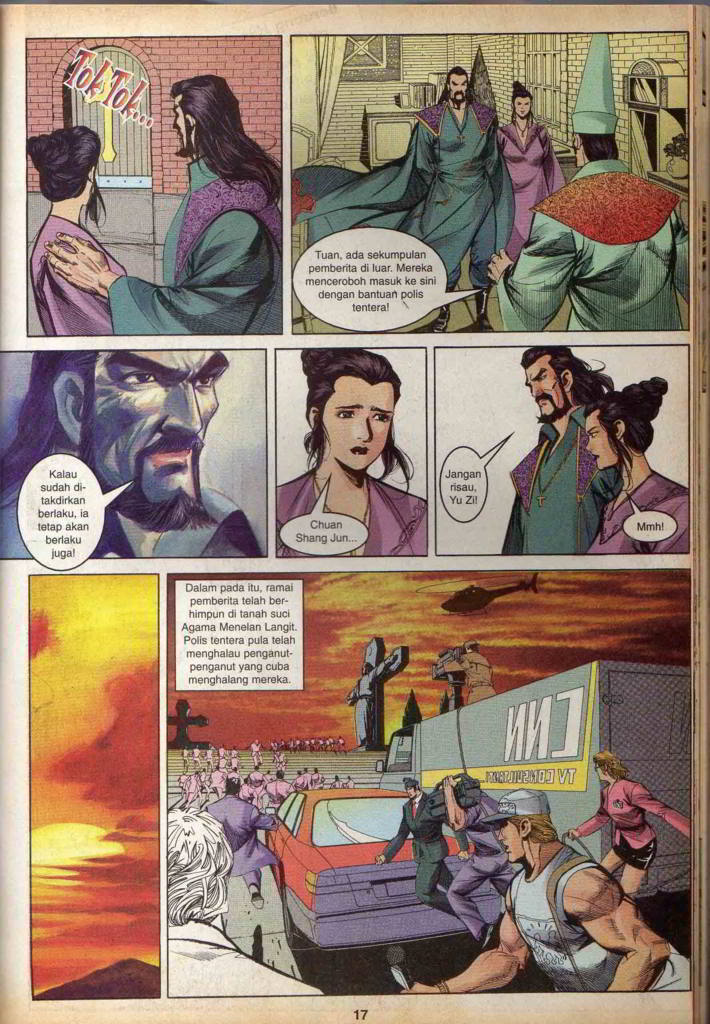 Tok Tok...
Tuan, ada sekumpulan
pemberita di luar. Mereka
menceroboh masuk ke sini
dengan bantuan polis
tentera!
Kalau
sudah di-
takdirkan
berlaku, ia
tetap akan
berlaku
juga!
Chuan
Shang Jun...
Jangan
risau,
Yu Zi!
Mmh!
Dalam pada itu, ramai
pemberita telah ber-
himpun di tanah suci
Agama Menelan Langit.
Polis tentera pula telah
menghalau penganut-
penganut yang cuba
menghalang mereka.
CNN
17